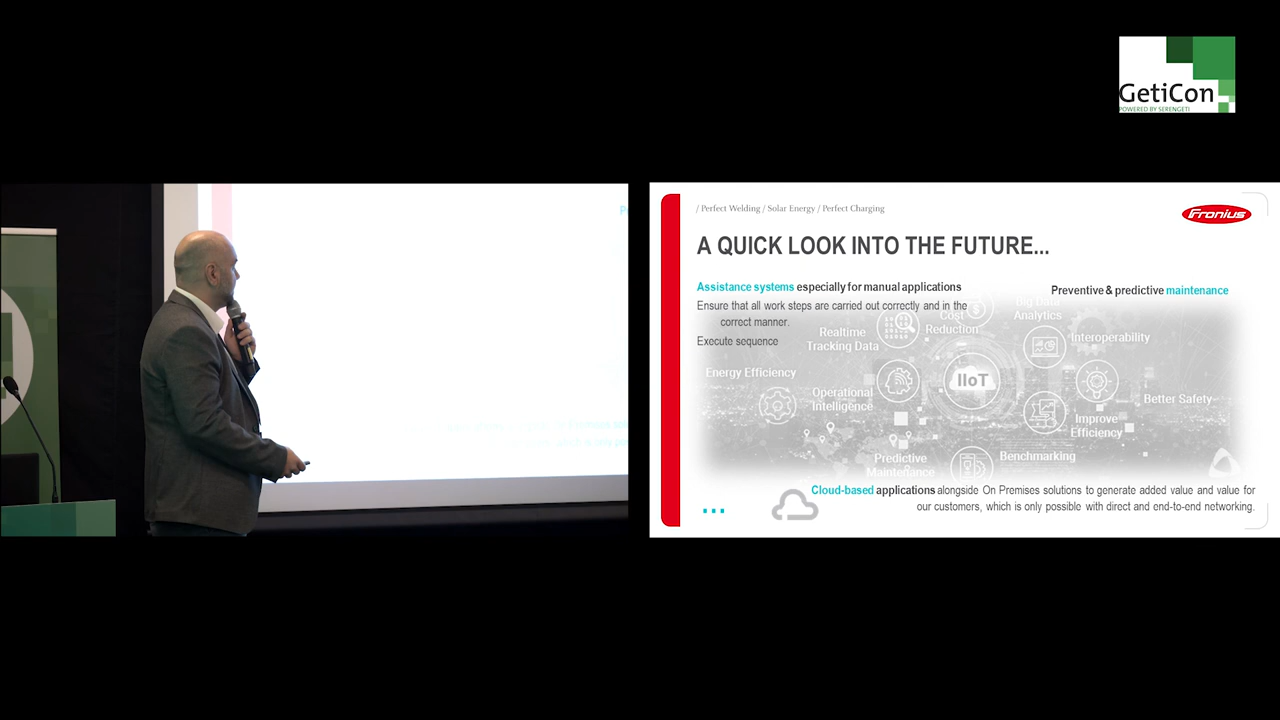 GetiCon
POWERED BY SERENGETI
/ Perfect Welding / Solar Energy / Perfect Charging
Fronius
A QUICK LOOK INTO THE FUTURE...
Assistance systems especially for manual applications
Ensure that all work steps are carried out correctly and in the
correct manner.
Execute sequence
Preventive & predictive maintenance
Big Data
Analytics
Cost
Reduction
Realtime
Tracking Data
Interoperability
Energy Efficiency
IIoT
Operational
Intelligence
Better Safety
Improve
Efficiency
Predictive
Maintenance
Benchmarking
Cloud-based applications alongside On Premises solutions to generate added value and value for
our customers, which is only possible with direct and end-to-end networking.
...